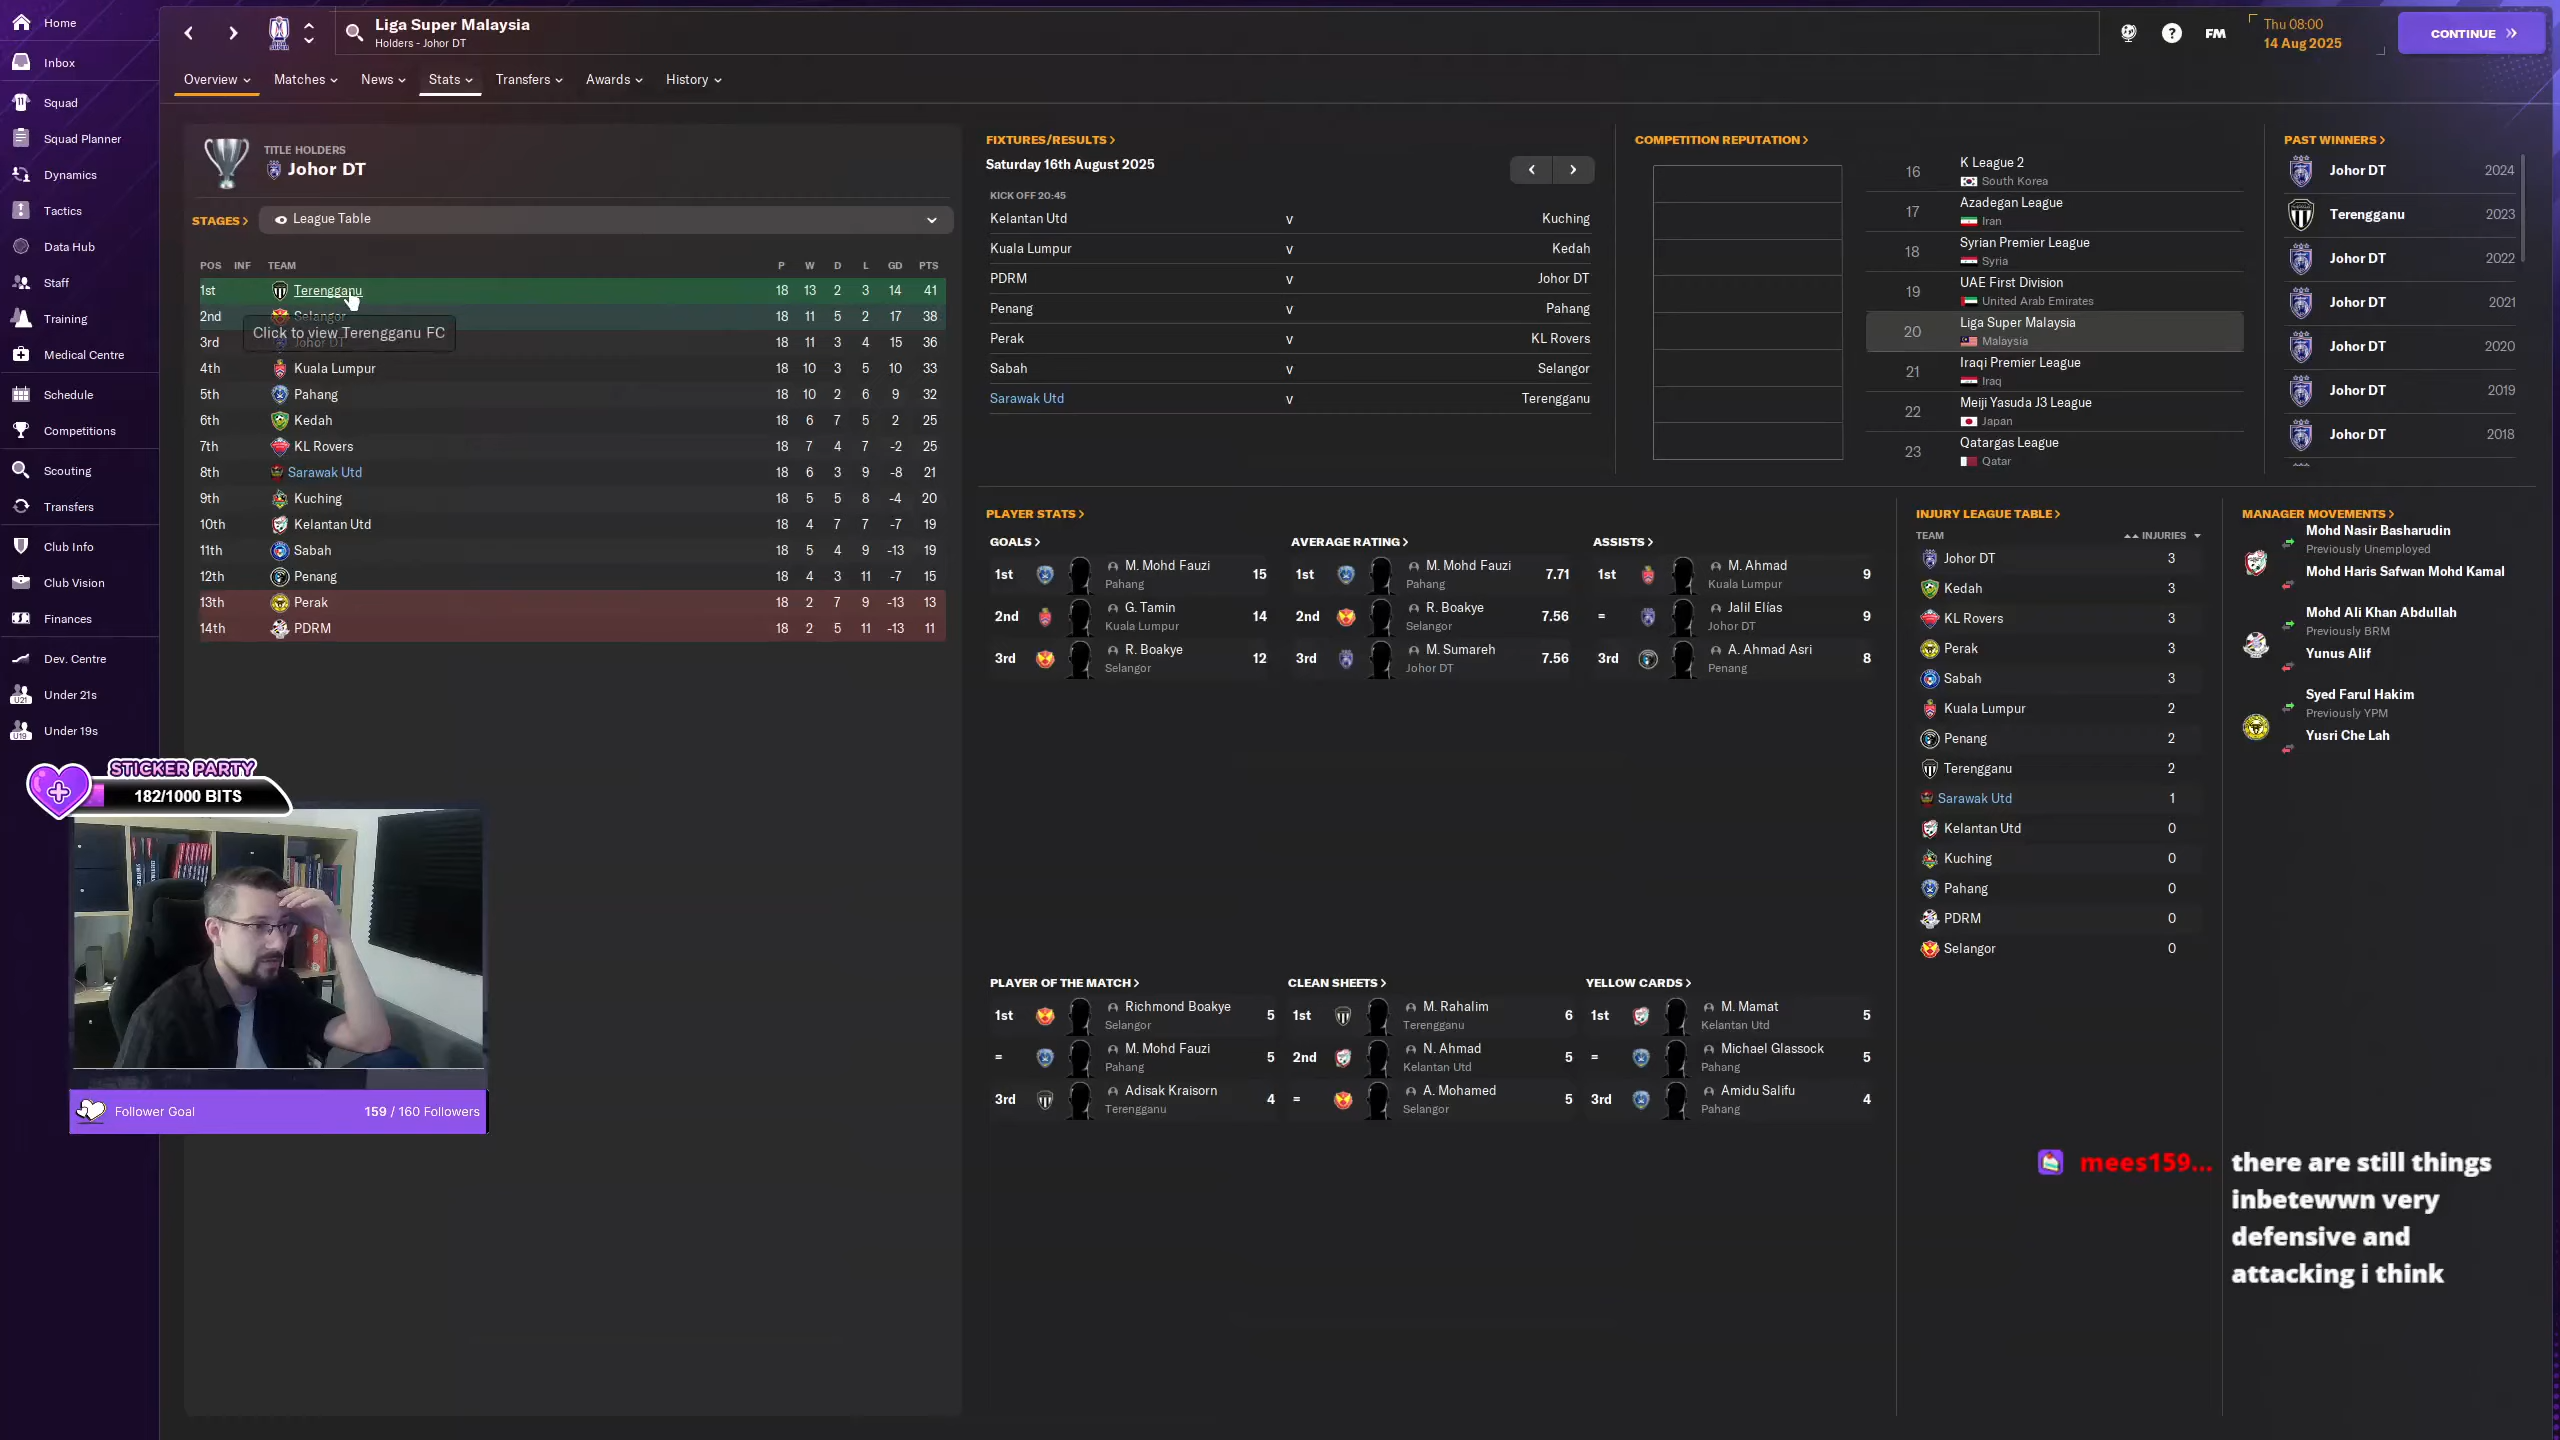 Home
Inbox
Squad
Squad Planner
Dynamics
Tactics
Data Hub
Staff
Training
Medical Centre
Schedule
Competitions
Scouting
Transfers
Club Info
Club Vision
Finances
Dev. Centre
Under 21s
Under 19s
Liga Super Malaysia
Holders - Johor DT
FM
Thu 08:00
14 Aug 2025
CONTINUE
Overview Matches News Stats Transfers Awards History
TITLE HOLDERS
Johor DT
STAGES League Table
POS INF TEAM P W D L GD PTS
1st Terengganu 18 13 2 3 14 41
2nd Selangor 18 11 5 2 17 38
Click to view Terengganu FC
3rd Johor DT 18 11 3 4 15 36
4th Kuala Lumpur 18 10 3 5 10 33
5th Pahang 18 10 2 6 9 32
6th Kedah 18 6 7 5 2 25
7th KL Rovers 18 7 4 7 -2 25
8th Sarawak Utd 18 6 3 9 -8 21
9th Kuching 18 5 5 8 -4 20
10th Kelantan Utd 18 4 7 7 -7 19
11th Sabah 18 5 4 9 -13 19
12th Penang 18 4 3 11 -7 15
13th Perak 18 2 7 9 -13 13
14th PDRM 18 2 5 11 -13 11
FIXTURES/RESULTS
Saturday 16th August 2025
KICK OFF 20:45
Kelantan Utd v Kuching
Kuala Lumpur v Kedah
PDRM v Johor DT
Penang v Pahang
Perak v KL Rovers
Sabah v Selangor
Sarawak Utd v Terengganu
COMPETITION REPUTATION
16 K League 2
South Korea
17 Azadegan League
Iran
18 Syrian Premier League
Syria
19 UAE First Division
United Arab Emirates
20 Liga Super Malaysia
Malaysia
21 Iraqi Premier League
Iraq
22 Meiji Yasuda J3 League
Japan
23 Qatargas League
Qatar
PAST WINNERS
Johor DT 2024
Terengganu 2023
Johor DT 2022
Johor DT 2021
Johor DT 2020
Johor DT 2019
Johor DT 2018
PLAYER STATS
GOALS
1st M. Mohd Fauzi 15
Pahang
2nd G. Tamin 14
Kuala Lumpur
3rd R. Boakye 12
Selangor
AVERAGE RATING
1st M. Mohd Fauzi 7.71
Pahang
2nd R. Boakye 7.56
Selangor
3rd M. Sumareh 7.56
Johor DT
ASSISTS
1st M. Ahmad 9
Kuala Lumpur
= Jalil Elías 9
Johor DT
3rd A. Ahmad Asri 8
Penang
PLAYER OF THE MATCH
1st Richmond Boakye 5
Selangor
= M. Mohd Fauzi 5
Pahang
3rd Adisak Kraisorn 4
Terengganu
CLEAN SHEETS
1st M. Rahalim 6
Terengganu
2nd N. Ahmad 5
Kelantan Utd
= A. Mohamed 5
Selangor
YELLOW CARDS
1st M. Mamat 5
Kelantan Utd
= Michael Glassock 5
Pahang
3rd Amidu Salifu 4
Pahang
INJURY LEAGUE TABLE
TEAM INJURIES
Johor DT 3
Kedah 3
KL Rovers 3
Perak 3
Sabah 3
Kuala Lumpur 2
Penang 2
Terengganu 2
Sarawak Utd 1
Kelantan Utd 0
Kuching 0
Pahang 0
PDRM 0
Selangor 0
MANAGER MOVEMENTS
Mohd Nasir Basharudin
Previously Unemployed
Mohd Haris Safwan Mohd Kamal
Mohd Ali Khan Abdullah
Previously BRM
Yunus Alif
Syed Farul Hakim
Previously YPM
Yusri Che Lah
STICKER PARTY
182/1000 BITS
Follower Goal 159 / 160 Followers
mees159... there are still things
inbetewwn very
defensive and
attacking i think